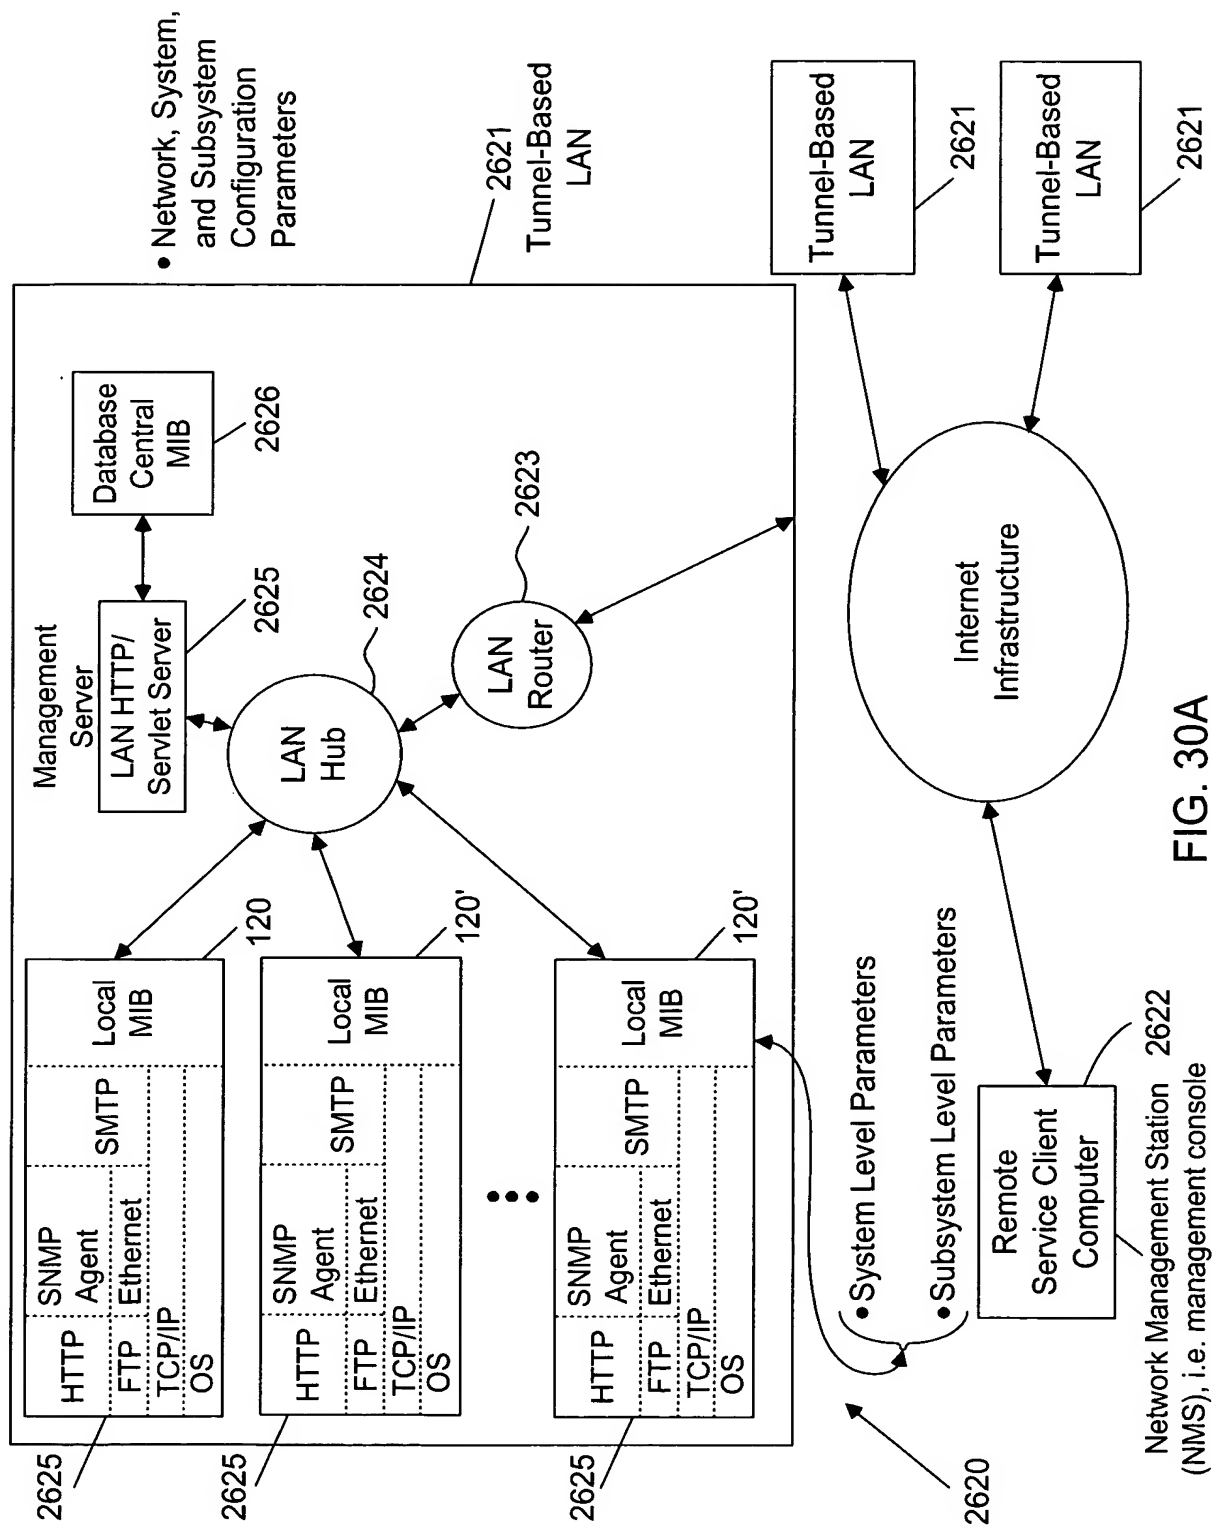 2625
HTTP
SNMP
Agent
FTP
Ethernet
SMTP
TCP/IP
OS
Local
MIB
120
2625
HTTP
SNMP
Agent
FTP
Ethernet
SMTP
TCP/IP
OS
Local
MIB
120'
2625
HTTP
SNMP
Agent
FTP
Ethernet
SMTP
TCP/IP
OS
Local
MIB
120'
Management
Server
LAN HTTP/
Servlet Server
2625
Database
Central
MIB
2626
LAN
Hub
2624
LAN
Router
2623
• Network, System,
and Subsystem
Configuration
Parameters
2621
Tunnel-Based
LAN
2620
• System Level Parameters
• Subsystem Level Parameters
Remote
Service Client
Computer
2622
Network Management Station
(NMS), i.e. management console
Internet
Infrastructure
Tunnel-Based
LAN
2621
Tunnel-Based
LAN
2621
FIG. 30A